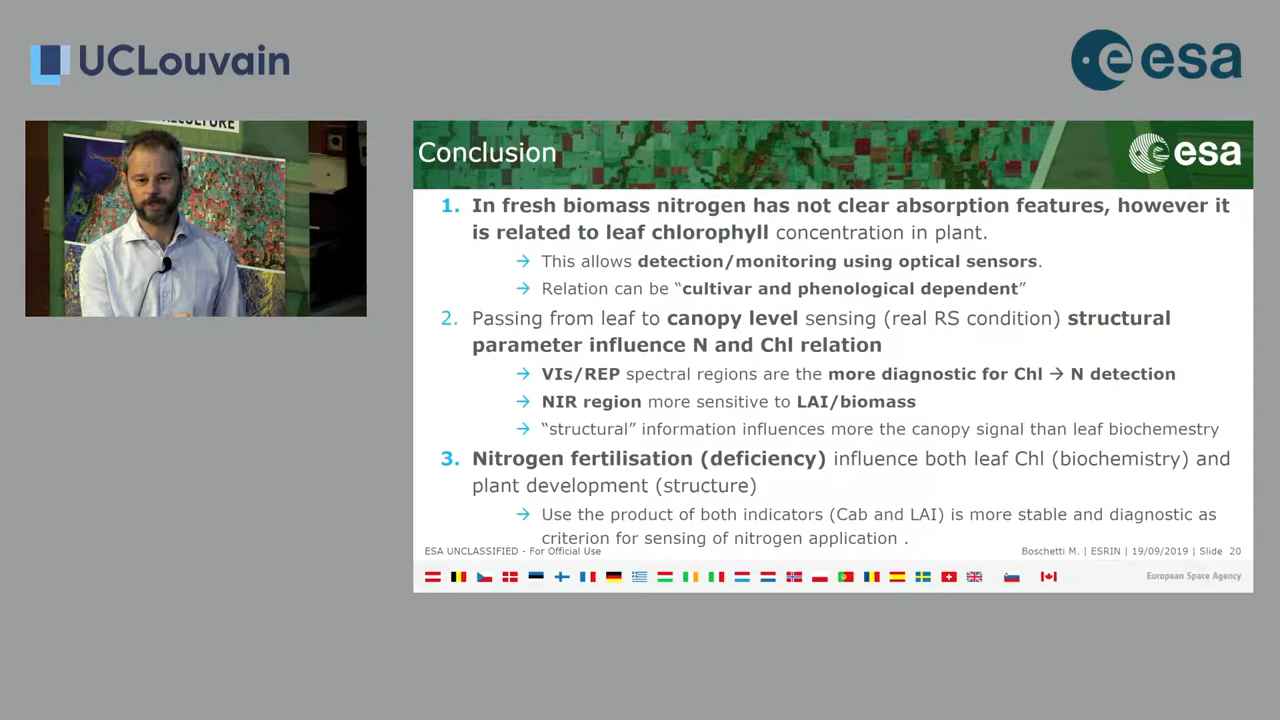 UCLouvain
esa
CULTURE
Conclusion
esa
1. In fresh biomass nitrogen has not clear absorption features, however it
is related to leaf chlorophyll concentration in plant.
→ This allows detection/monitoring using optical sensors.
→ Relation can be “cultivar and phenological dependent”
2. Passing from leaf to canopy level sensing (real RS condition) structural
parameter influence N and Chl relation
→ VIs/REP spectral regions are the more diagnostic for Chl → N detection
→ NIR region more sensitive to LAI/biomass
→ “structural” information influences more the canopy signal than leaf biochemestry
3. Nitrogen fertilisation (deficiency) influence both leaf Chl (biochemistry) and
plant development (structure)
→ Use the product of both indicators (Cab and LAI) is more stable and diagnostic as
criterion for sensing of nitrogen application .
ESA UNCLASSIFIED - For Official Use
Boschetti M. | ESRIN | 19/09/2019 | Slide 20
European Space Agency